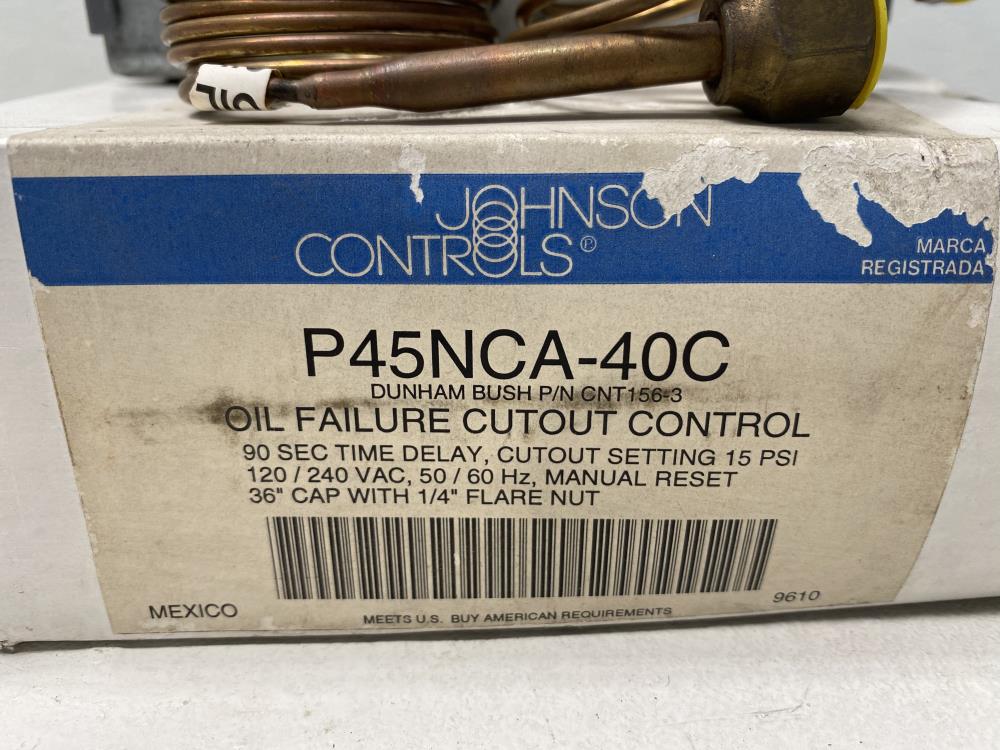 JOHNSON
CONTROLS ℗
MARCA
REGISTRADA
P45NCA-40C
DUNHAM BUSH P/N CNT156-3
OIL FAILURE CUTOUT CONTROL
90 SEC TIME DELAY, CUTOUT SETTING 15 PSI
120 / 240 VAC, 50 / 60 Hz, MANUAL RESET
36" CAP WITH 1/4" FLARE NUT
MEXICO
9610
MEETS U.S. BUY AMERICAN REQUIREMENTS